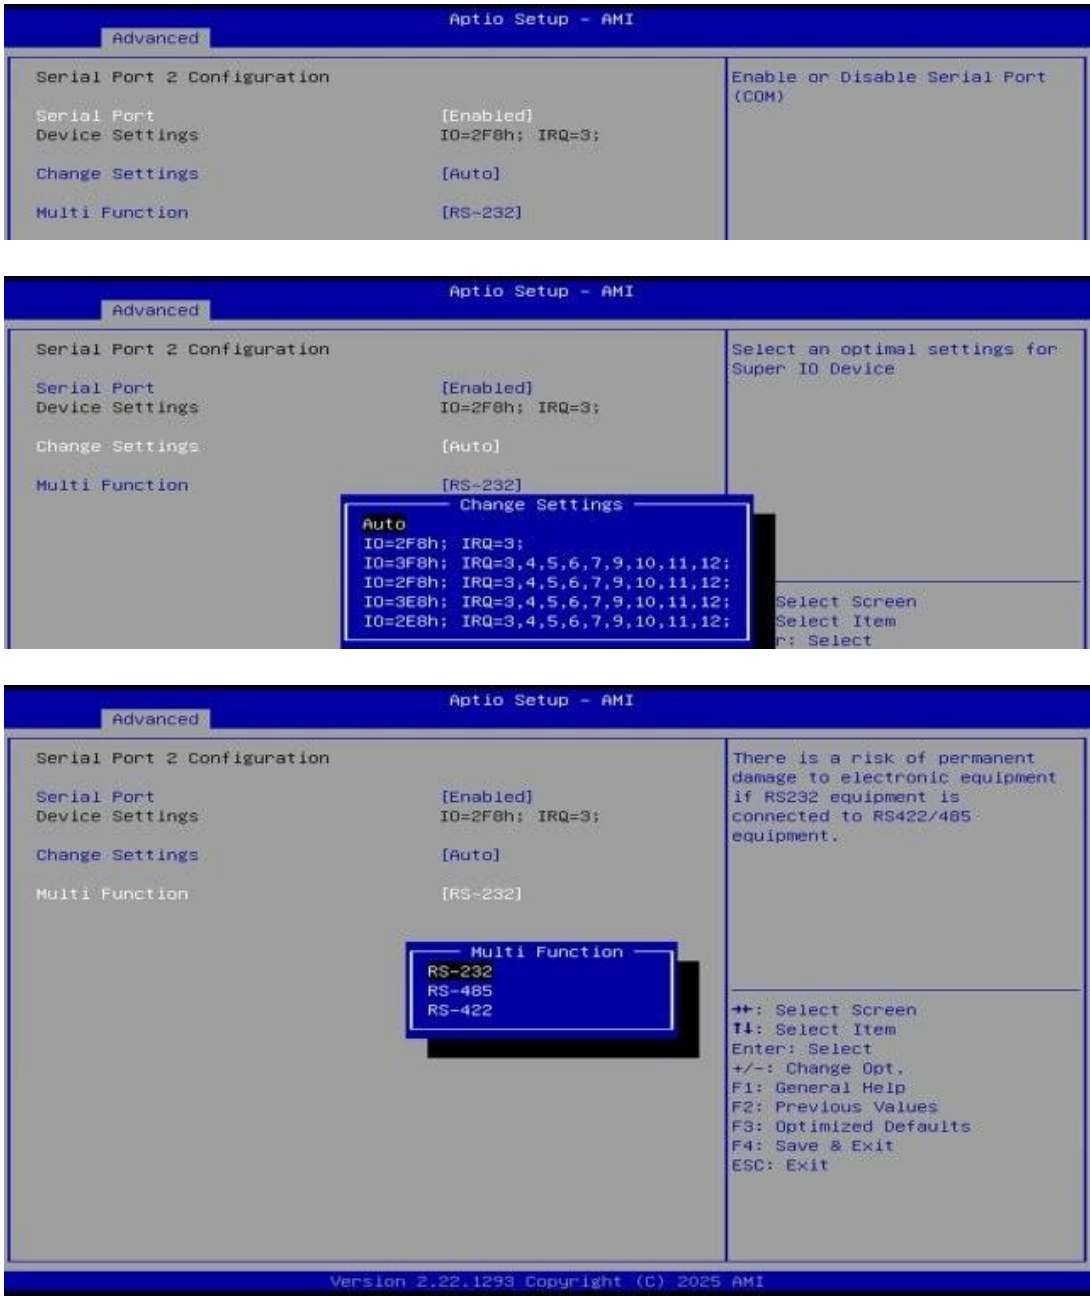 Aptio Setup - AMI
Advanced
Serial Port 2 Configuration
Serial Port [Enabled]
Device Settings IO=2F8h; IRQ=3;
Change Settings [Auto]
Multi Function [RS-232]
Enable or Disable Serial Port
(COM)
Aptio Setup - AMI
Advanced
Serial Port 2 Configuration
Serial Port [Enabled]
Device Settings IO=2F8h; IRQ=3;
Change Settings [Auto]
Multi Function [RS-232]
Change Settings
Auto
IO=2F8h; IRQ=3;
IO=3F8h; IRQ=3,4,5,6,7,9,10,11,12;
IO=2F8h; IRQ=3,4,5,6,7,9,10,11,12;
IO=3E8h; IRQ=3,4,5,6,7,9,10,11,12;
IO=2E8h; IRQ=3,4,5,6,7,9,10,11,12;
Select an optimal settings for
Super IO Device
Select Screen
Select Item
r: Select
Aptio Setup - AMI
Advanced
Serial Port 2 Configuration
Serial Port [Enabled]
Device Settings IO=2F8h; IRQ=3;
Change Settings [Auto]
Multi Function [RS-232]
Multi Function
RS-232
RS-485
RS-422
There is a risk of permanent
damage to electronic equipment
if RS232 equipment is
connected to RS422/485
equipment.
→←: Select Screen
↑↓: Select Item
Enter: Select
+/-: Change Opt.
F1: General Help
F2: Previous Values
F3: Optimized Defaults
F4: Save & Exit
ESC: Exit
Version 2.22.1293 Copyright (C) 2025 AMI